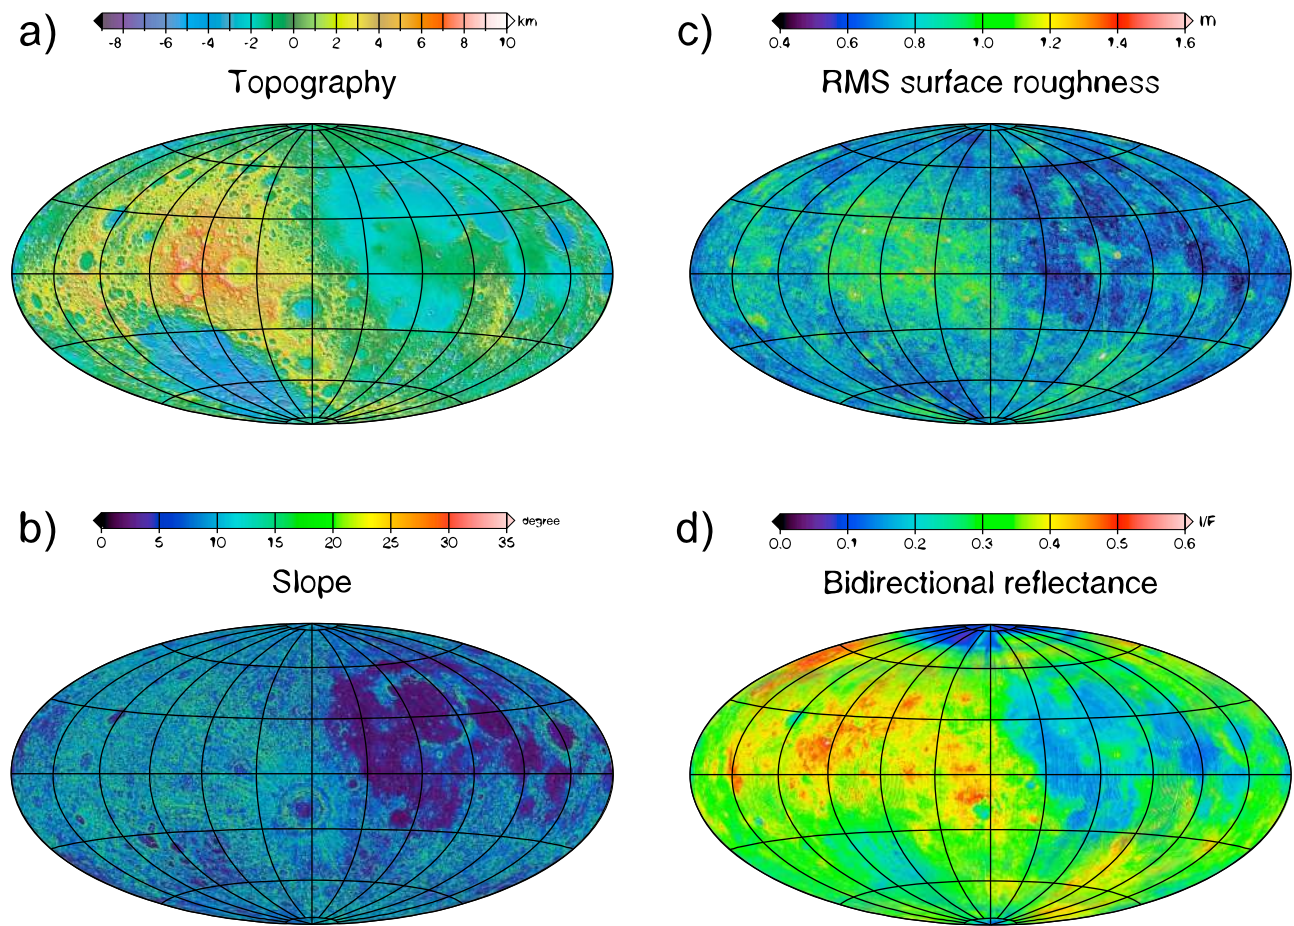 a)
km
-8 -6 -4 -2 0 2 4 6 8 10
Topography
c)
m
0.4 0.6 0.8 1.0 1.2 1.4 1.6
RMS surface roughness
b)
degree
0 5 10 15 20 25 30 35
Slope
d)
I/F
0.0 0.1 0.2 0.3 0.4 0.5 0.6
Bidirectional reflectance